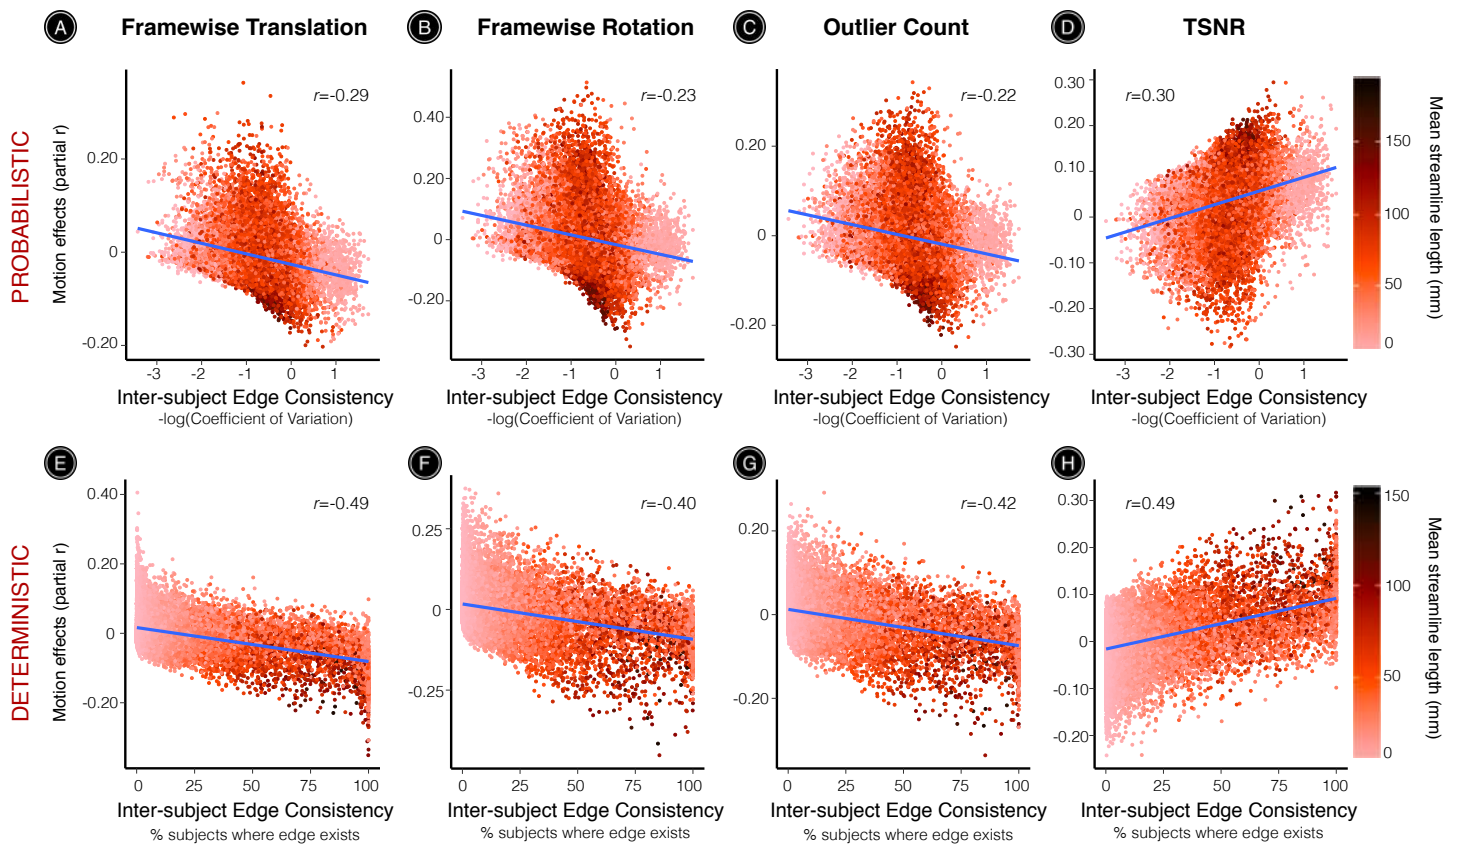 A Framewise Translation B Framewise Rotation C Outlier Count D TSNR
PROBABILISTIC
Motion effects (partial r)
r=-0.29
0.20
0
-0.20
-3 -2 -1 0 1
Inter-subject Edge Consistency
-log(Coefficient of Variation)
r=-0.23
0.40
0.20
0
-0.20
-3 -2 -1 0 1
Inter-subject Edge Consistency
-log(Coefficient of Variation)
r=-0.22
0.20
0
-0.20
-3 -2 -1 0 1
Inter-subject Edge Consistency
-log(Coefficient of Variation)
r=0.30
0.30
0.20
0.10
0
-0.10
-0.20
-0.30
-3 -2 -1 0 1
Inter-subject Edge Consistency
-log(Coefficient of Variation)
150
100
50
0
Mean streamline length (mm)
E F G H
DETERMINISTIC
Motion effects (partial r)
r=-0.49
0.40
0.20
0
-0.20
0 25 50 75 100
Inter-subject Edge Consistency
% subjects where edge exists
r=-0.40
0.25
0
-0.25
0 25 50 75 100
Inter-subject Edge Consistency
% subjects where edge exists
r=-0.42
0.20
0
-0.20
0 25 50 75 100
Inter-subject Edge Consistency
% subjects where edge exists
r=0.49
0.30
0.20
0.10
0
-0.10
-0.20
0 25 50 75 100
Inter-subject Edge Consistency
% subjects where edge exists
150
100
50
0
Mean streamline length (mm)